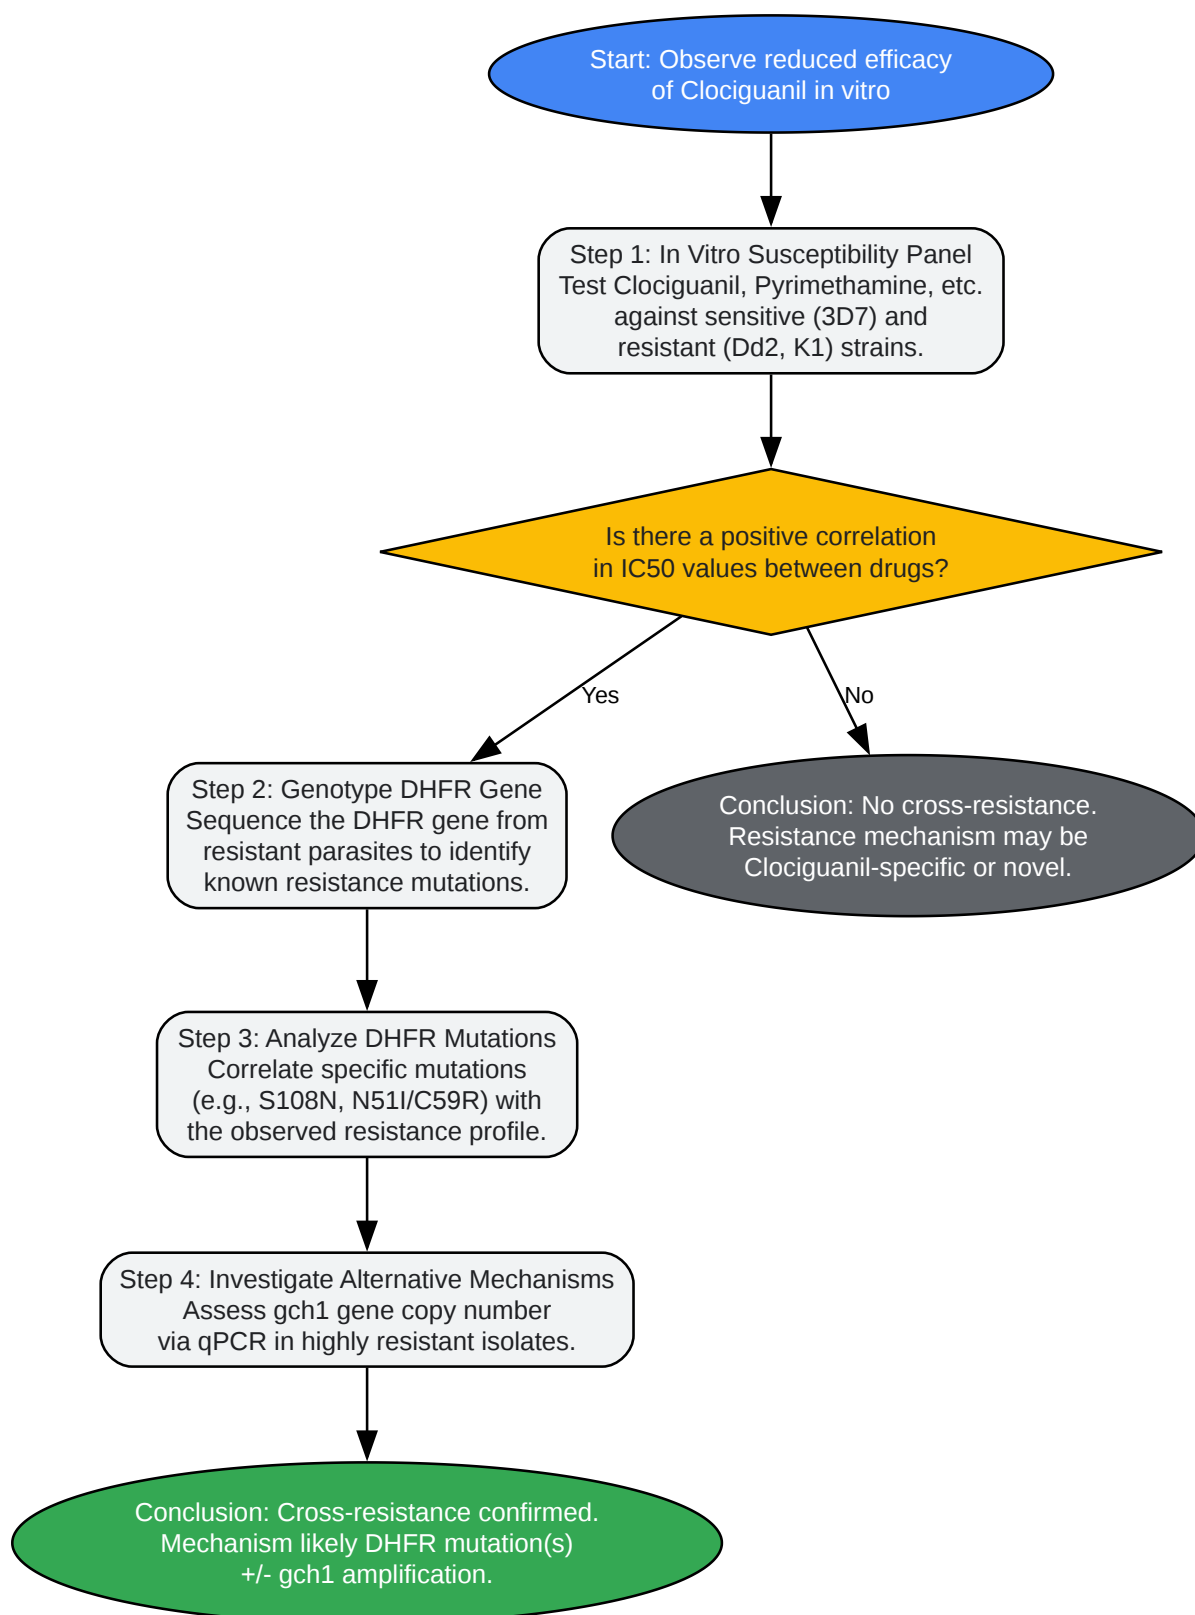 Start: Observe reduced efficacy
of Clociguanil in vitro
Step 1: In Vitro Susceptibility Panel
Test Clociguanil, Pyrimethamine, etc.
against sensitive (3D7) and
resistant (Dd2, K1) strains.
Is there a positive correlation
in IC50 values between drugs?
Yes
No
Step 2: Genotype DHFR Gene
Sequence the DHFR gene from
resistant parasites to identify
known resistance mutations.
Conclusion: No cross-resistance.
Resistance mechanism may be
Clociguanil-specific or novel.
Step 3: Analyze DHFR Mutations
Correlate specific mutations
(e.g., S108N, N51I/C59R) with
the observed resistance profile.
Step 4: Investigate Alternative Mechanisms
Assess gch1 gene copy number
via qPCR in highly resistant isolates.
Conclusion: Cross-resistance confirmed.
Mechanism likely DHFR mutation(s)
+/- gch1 amplification.